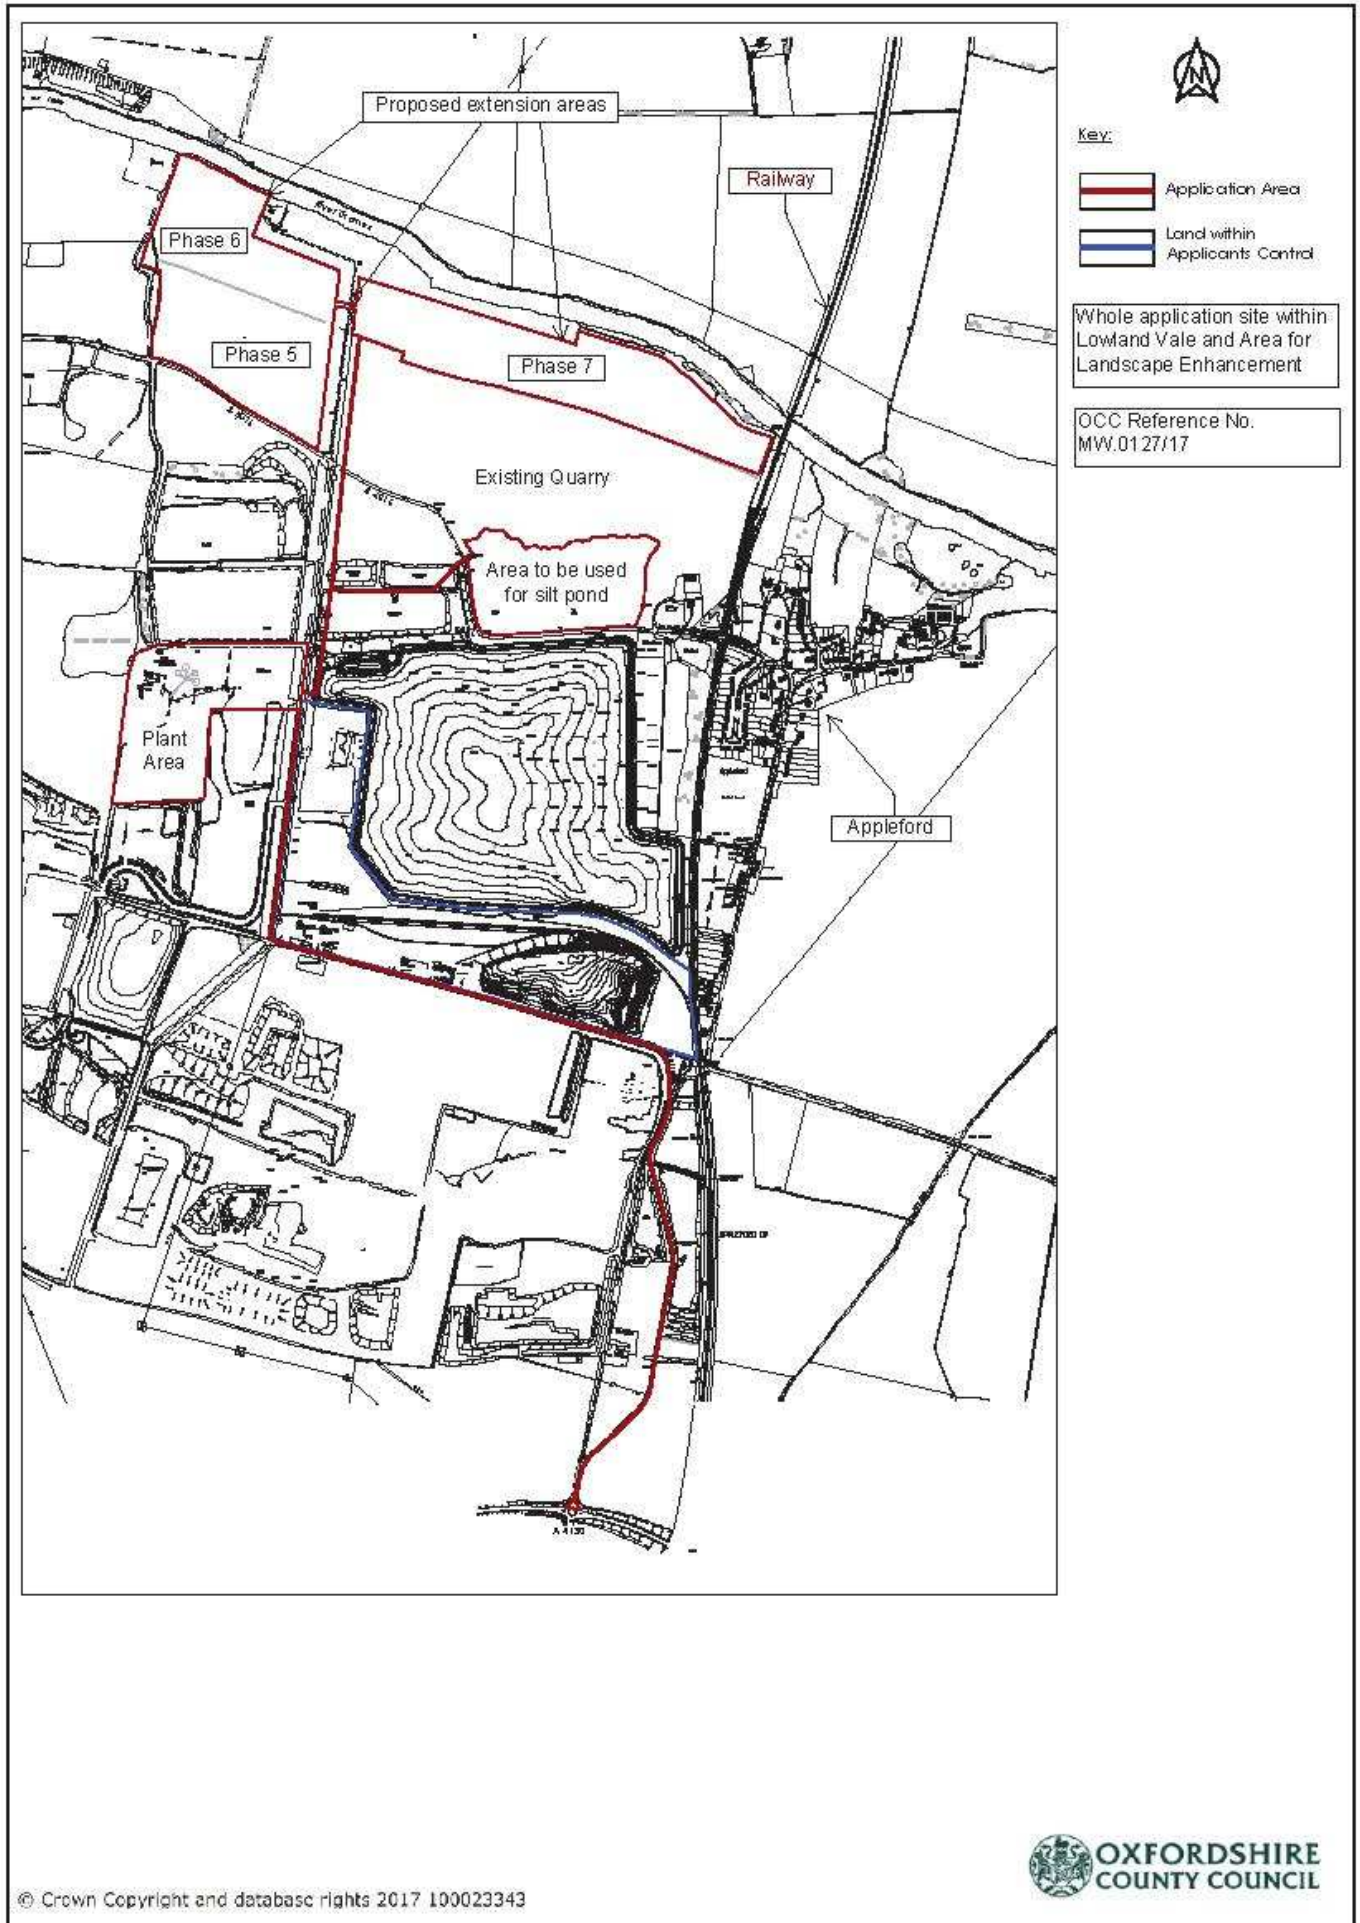 Proposed extension areas
Railway
River Thames
Phase 6
Phase 5
Phase 7
Existing Quarry
Area to be used
for silt pond
Plant
Area
Appleford
A 4130
N
Key:
Application Area
Land within
Applicants Control
Whole application site within
Lowland Vale and Area for
Landscape Enhancement
OCC Reference No.
MW.0127/17
OXFORDSHIRE
COUNTY COUNCIL
© Crown Copyright and database rights 2017 100023343